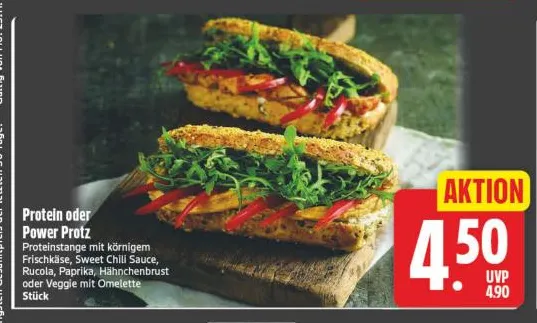 Protein oder
Power Protz
Proteinstange mit körnigem
Frischkäse, Sweet Chili Sauce,
Rucola, Paprika, Hähnchenbrust
oder Veggie mit Omelette
Stück
AKTION
4.50
UVP
4.90